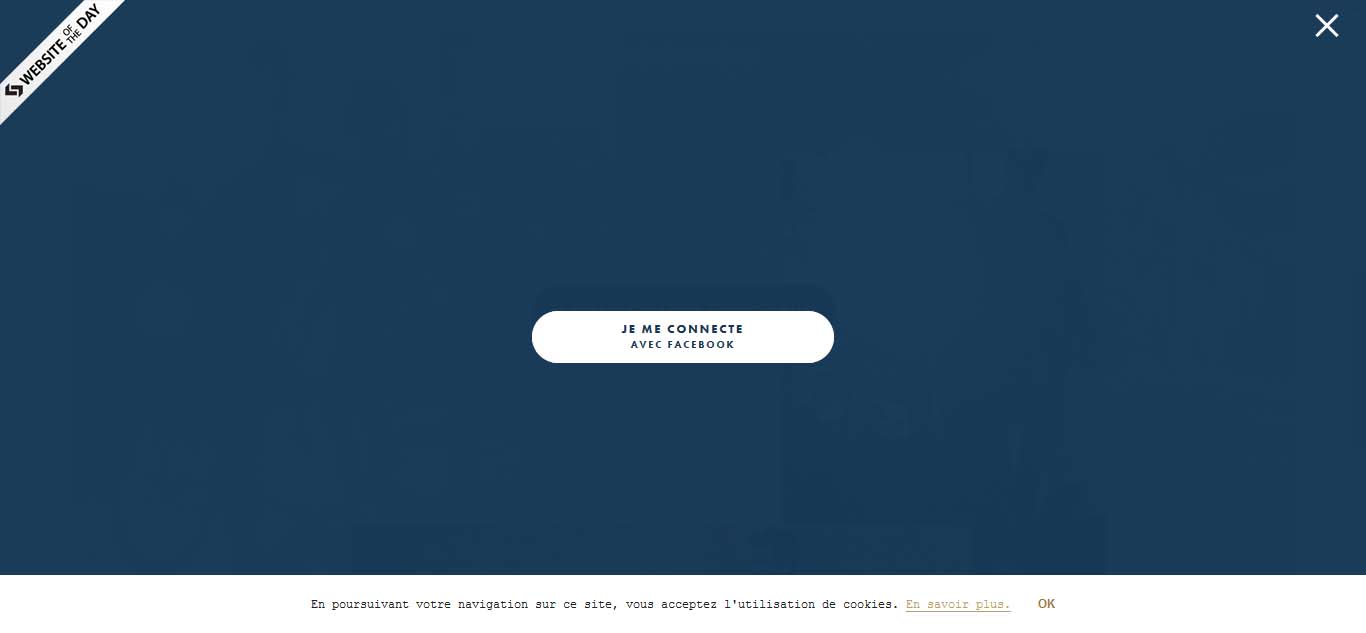 WEBSITE OF THE DAY
JE ME CONNECTE
AVEC FACEBOOK
En poursuivant votre navigation sur ce site, vous acceptez l'utilisation de cookies. En savoir plus. OK